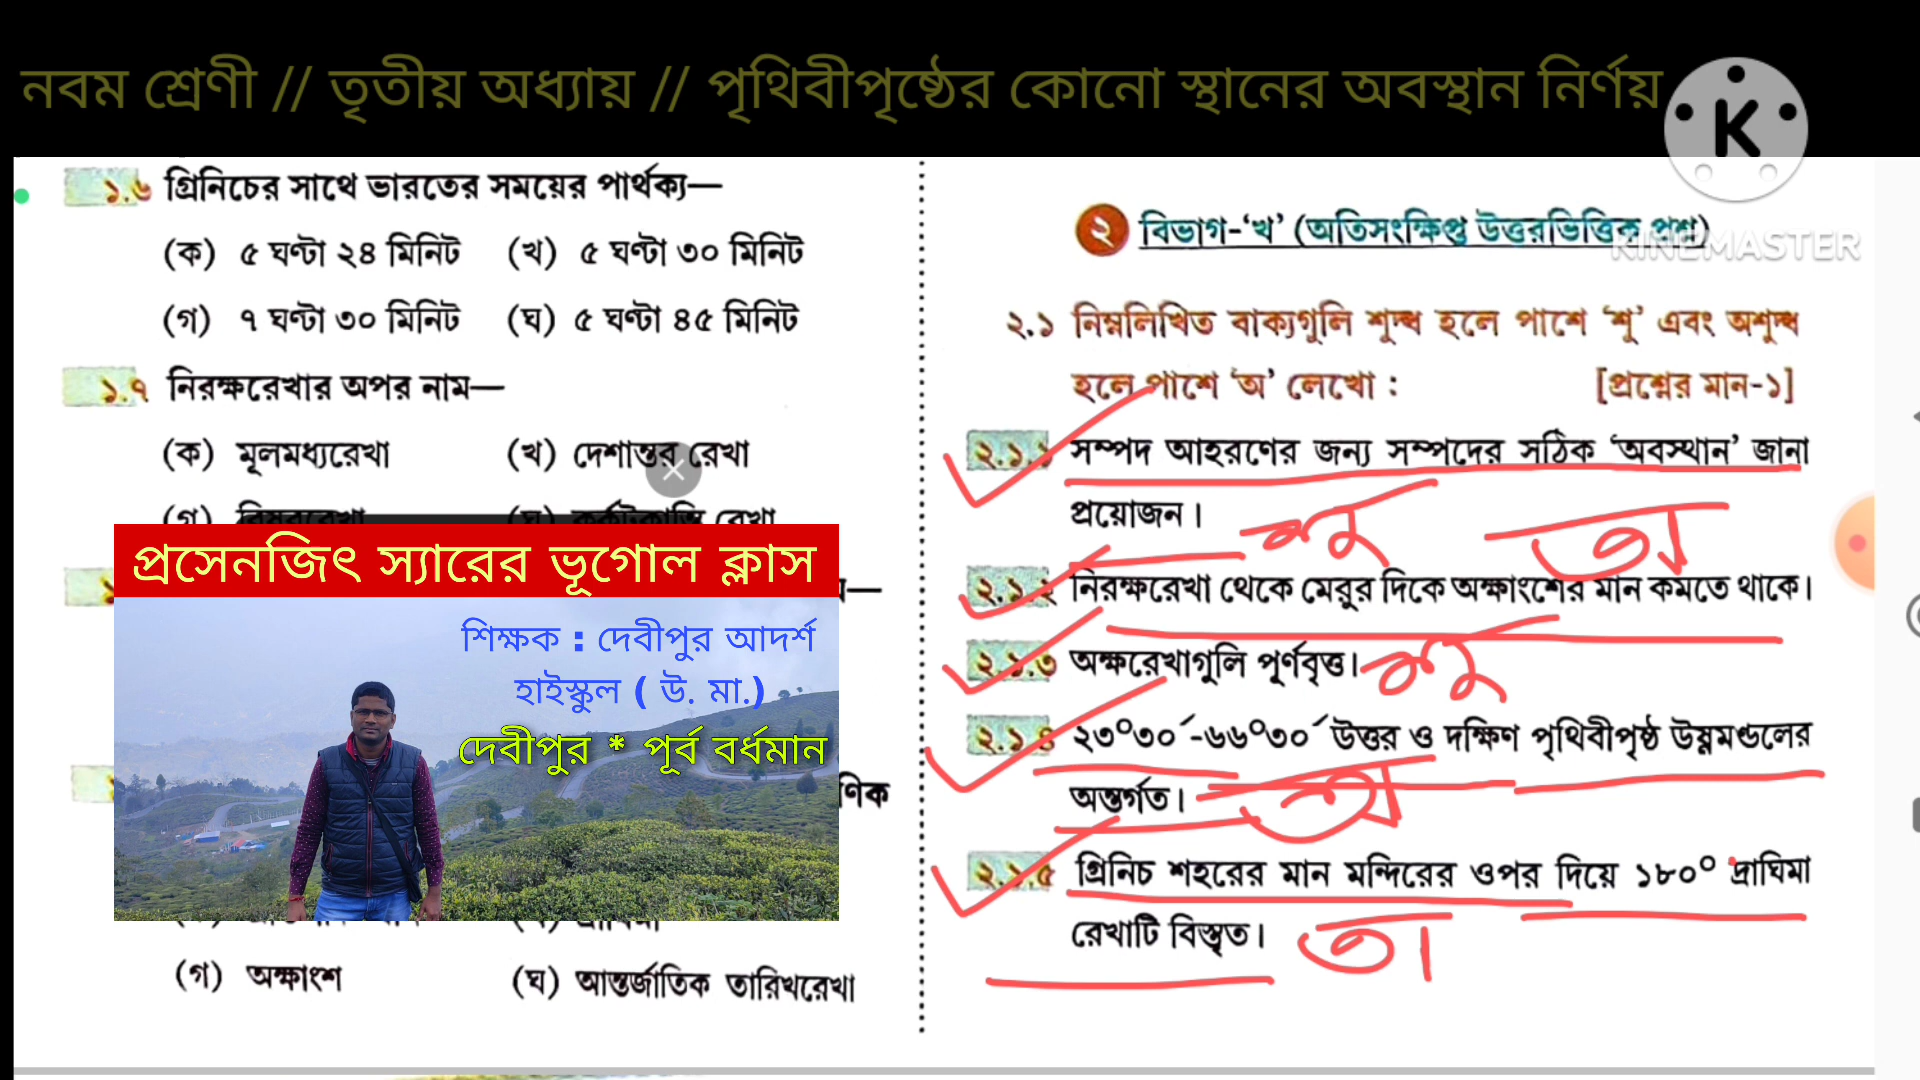 নবম শ্রেণী // তৃতীয় অধ্যায় // পৃথিবীপৃষ্ঠের কোনো স্থানের অবস্থান নির্ণয়
K
KINEMASTER
১.৬ গ্রিনিচের সাথে ভারতের সময়ের পার্থক্য—
(ক) ৫ ঘণ্টা ২৪ মিনিট (খ) ৫ ঘণ্টা ৩০ মিনিট
(গ) ৭ ঘণ্টা ৩০ মিনিট (ঘ) ৫ ঘণ্টা ৪৫ মিনিট
১.৭ নিরক্ষরেখার অপর নাম—
(ক) মূলমধ্যরেখা (খ) দেশান্তর রেখা
(গ) বিষুবরেখা (ঘ) কর্কটক্রান্তি রেখা
প্রসেনজিৎ স্যারের ভূগোল ক্লাস
শিক্ষক : দেবীপুর আদর্শ
হাইস্কুল ( উ. মা.)
দেবীপুর * পূর্ব বর্ধমান
(গ) অক্ষাংশ (ঘ) আন্তর্জাতিক তারিখরেখা
২ বিভাগ-‘খ’ (অতিসংক্ষিপ্ত উত্তরভিত্তিক প্রশ্ন)
২.১ নিম্নলিখিত বাক্যগুলি শুদ্ধ হলে পাশে ‘শু’ এবং অশুদ্ধ
হলে পাশে ‘অ’ লেখো : [প্রশ্নের মান-১]
২.১.১ সম্পদ আহরণের জন্য সম্পদের সঠিক ‘অবস্থান’ জানা
প্রয়োজন। শু অ
২.১.২ নিরক্ষরেখা থেকে মেরুর দিকে অক্ষাংশের মান কমতে থাকে।
২.১.৩ অক্ষরেখাগুলি পূর্ণবৃত্ত। শু
২.১.৪ ২৩°৩০´-৬৬°৩০´ উত্তর ও দক্ষিণ পৃথিবীপৃষ্ঠ উষ্ণমণ্ডলের
অন্তর্গত। অ
২.১.৫ গ্রিনিচ শহরের মান মন্দিরের ওপর দিয়ে ১৮০° দ্রাঘিমা
রেখাটি বিস্তৃত। অ